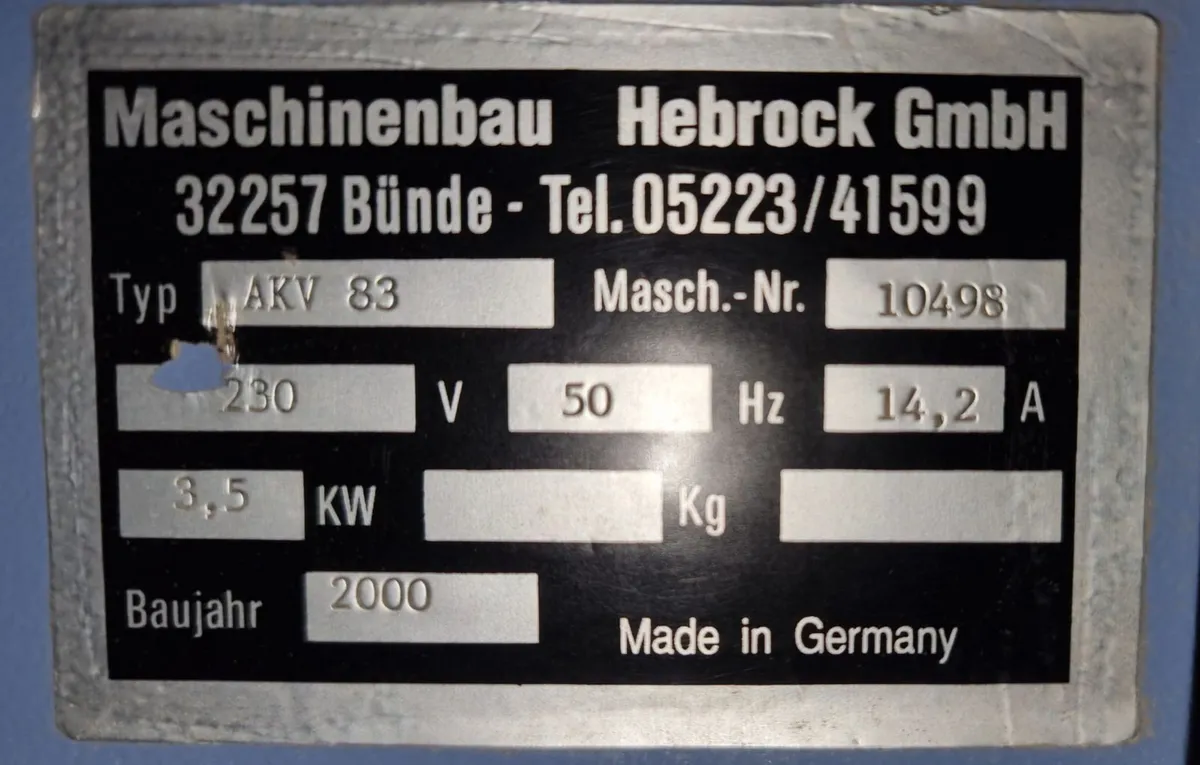 Maschinenbau Hebrock GmbH
32257 Bünde - Tel. 05223/41599
Typ AKV 83 Masch.-Nr. 10498
230 V 50 Hz 14,2 A
3,5 KW Kg
Baujahr 2000 Made in Germany